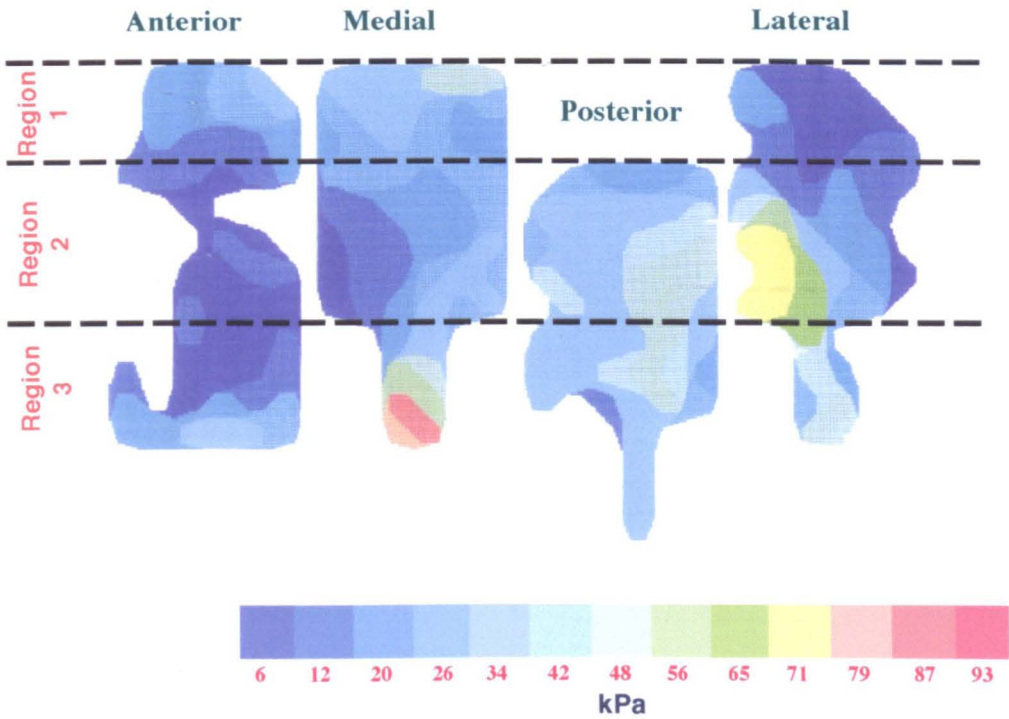 Anterior
Medial
Lateral
Posterior
Region
1
Region
2
Region
3
6 12 20 26 34 42 48 56 65 71 79 87 93
kPa